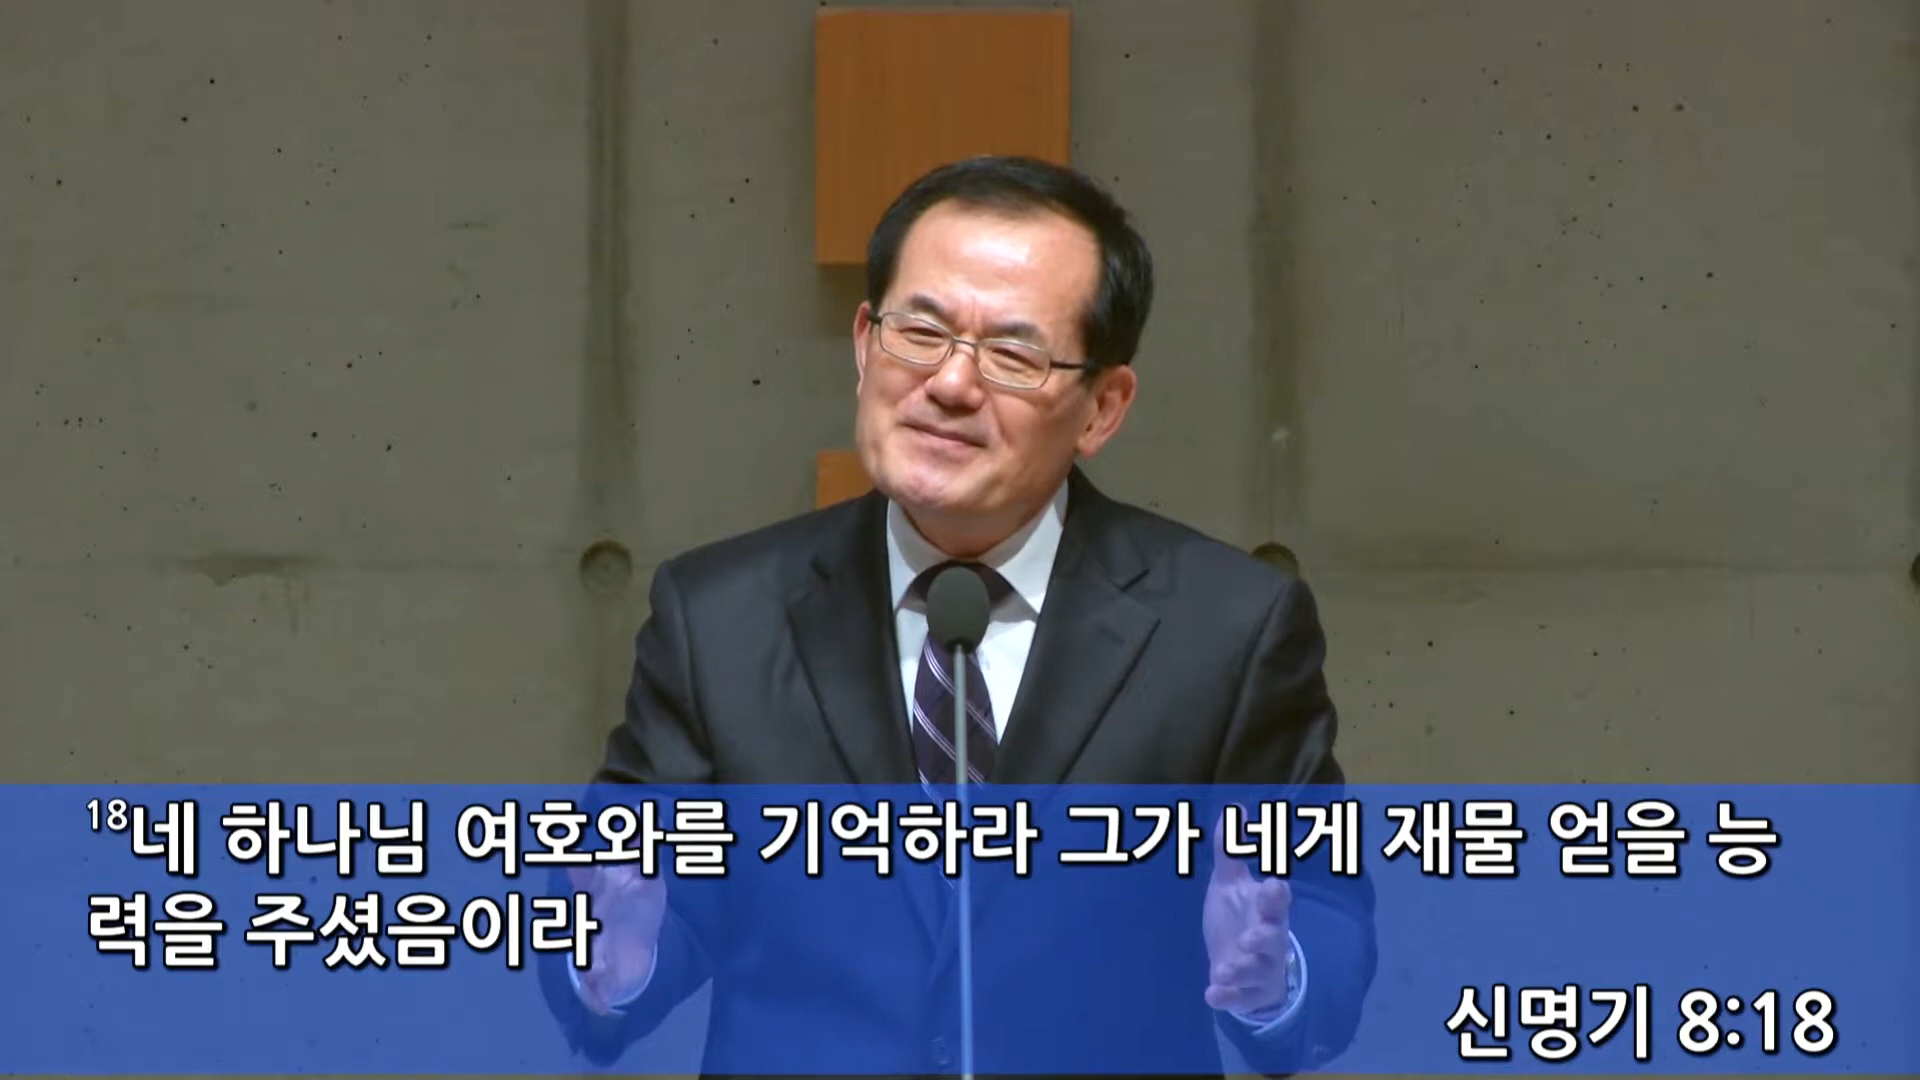 18네 하나님 여호와를 기억하라 그가 네게 재물 얻을 능
력을 주셨음이라
신명기 8:18